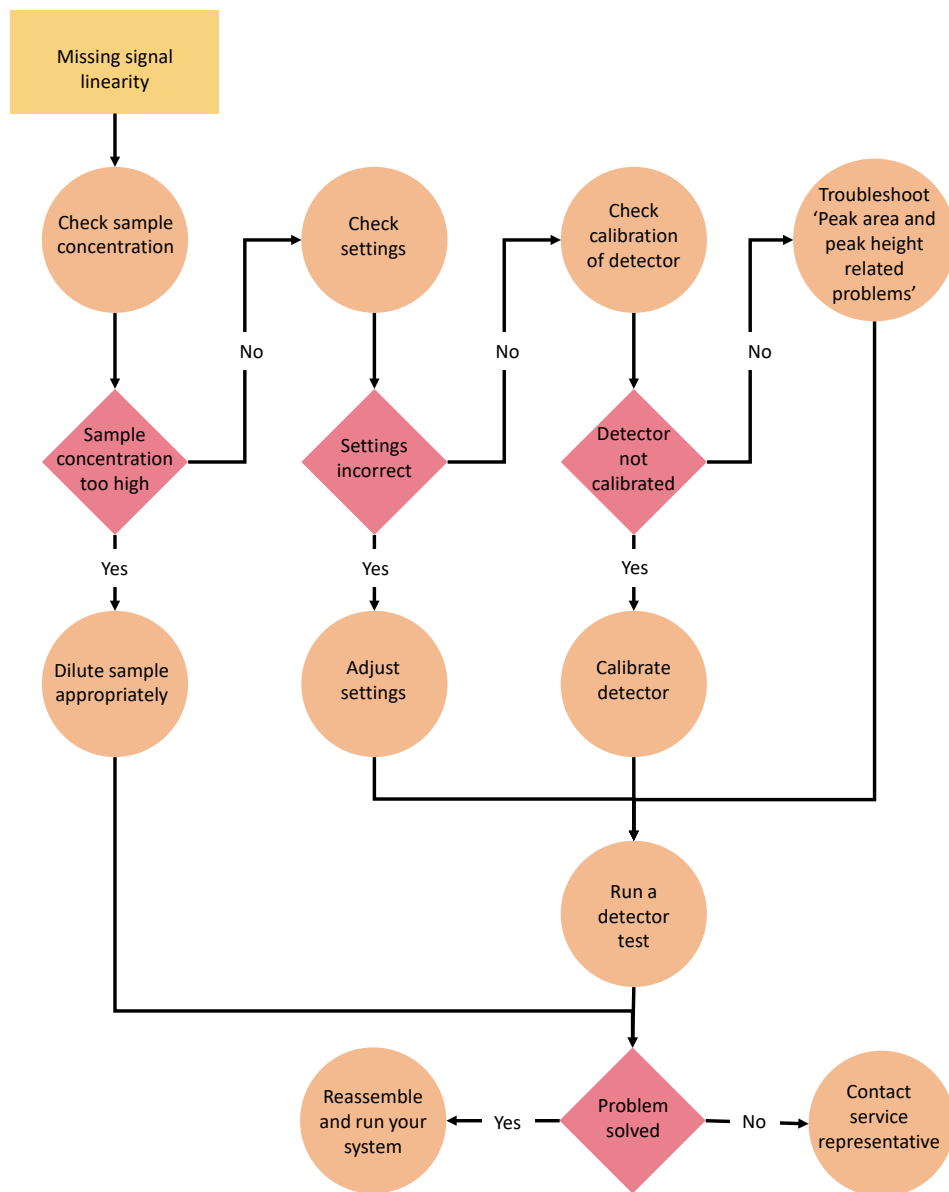 Missing signal
linearity
Check sample
concentration
Check
settings
Check
calibration
of detector
Troubleshoot
‘Peak area and
peak height
related
problems’
No
No
No
Sample
concentration
too high
Settings
incorrect
Detector
not
calibrated
Yes
Yes
Yes
Dilute sample
appropriately
Adjust
settings
Calibrate
detector
Run a
detector
test
Reassemble
and run your
system
Yes
Problem
solved
No
Contact
service
representative